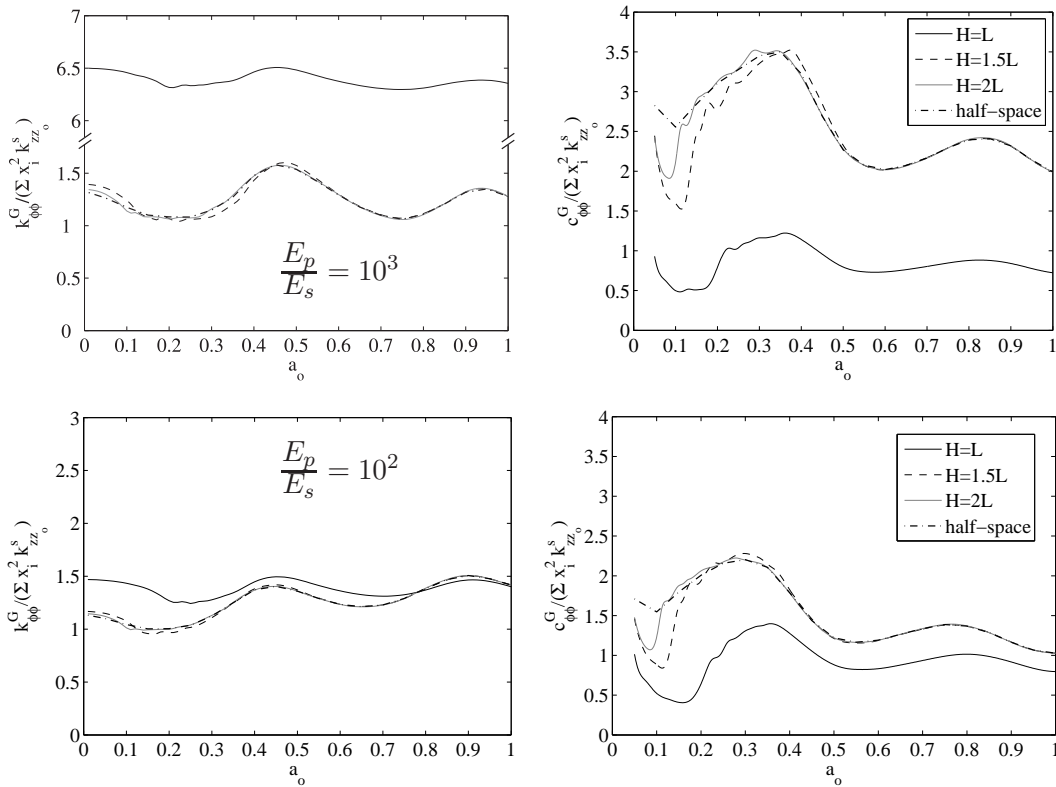 7
6.5
6
1.5
1
0.5
0
k^G_ϕϕ/(Σ x_i^2 k^s_zz_o)
E_p/E_s = 10^3
0 0.1 0.2 0.3 0.4 0.5 0.6 0.7 0.8 0.9 1
a_o
4
3.5
3
2.5
2
1.5
1
0.5
0
c^G_ϕϕ/(Σ x_i^2 k^s_zz_o)
H=L
H=1.5L
H=2L
half-space
0 0.1 0.2 0.3 0.4 0.5 0.6 0.7 0.8 0.9 1
a_o
3
2.5
2
1.5
1
0.5
0
k^G_ϕϕ/(Σ x_i^2 k^s_zz_o)
E_p/E_s = 10^2
0 0.1 0.2 0.3 0.4 0.5 0.6 0.7 0.8 0.9 1
a_o
4
3.5
3
2.5
2
1.5
1
0.5
0
c^G_ϕϕ/(Σ x_i^2 k^s_zz_o)
H=L
H=1.5L
H=2L
half-space
0 0.1 0.2 0.3 0.4 0.5 0.6 0.7 0.8 0.9 1
a_o